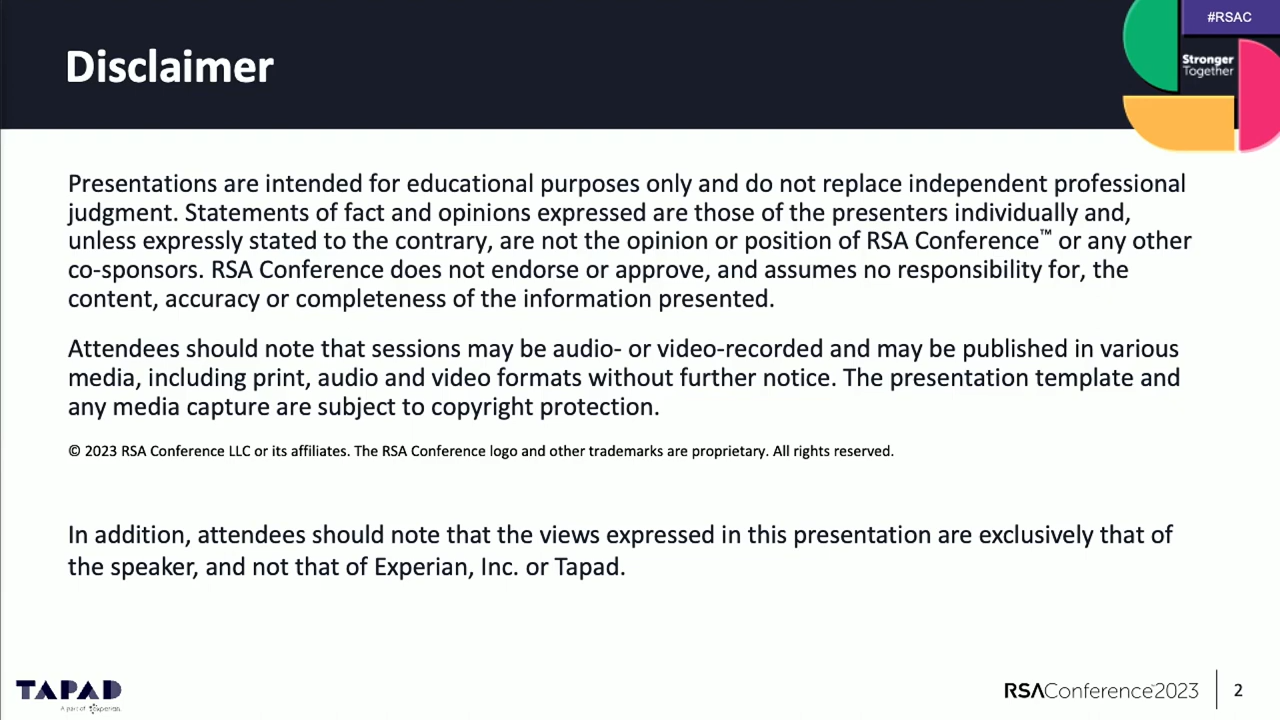 #RSAC
Disclaimer
Stronger
Together
Presentations are intended for educational purposes only and do not replace independent professional
judgment. Statements of fact and opinions expressed are those of the presenters individually and,
unless expressly stated to the contrary, are not the opinion or position of RSA Conference™ or any other
co-sponsors. RSA Conference does not endorse or approve, and assumes no responsibility for, the
content, accuracy or completeness of the information presented.
Attendees should note that sessions may be audio- or video-recorded and may be published in various
media, including print, audio and video formats without further notice. The presentation template and
any media capture are subject to copyright protection.
© 2023 RSA Conference LLC or its affiliates. The RSA Conference logo and other trademarks are proprietary. All rights reserved.
In addition, attendees should note that the views expressed in this presentation are exclusively that of
the speaker, and not that of Experian, Inc. or Tapad.
TAPAD
A part of experian
RSAConference™2023
2